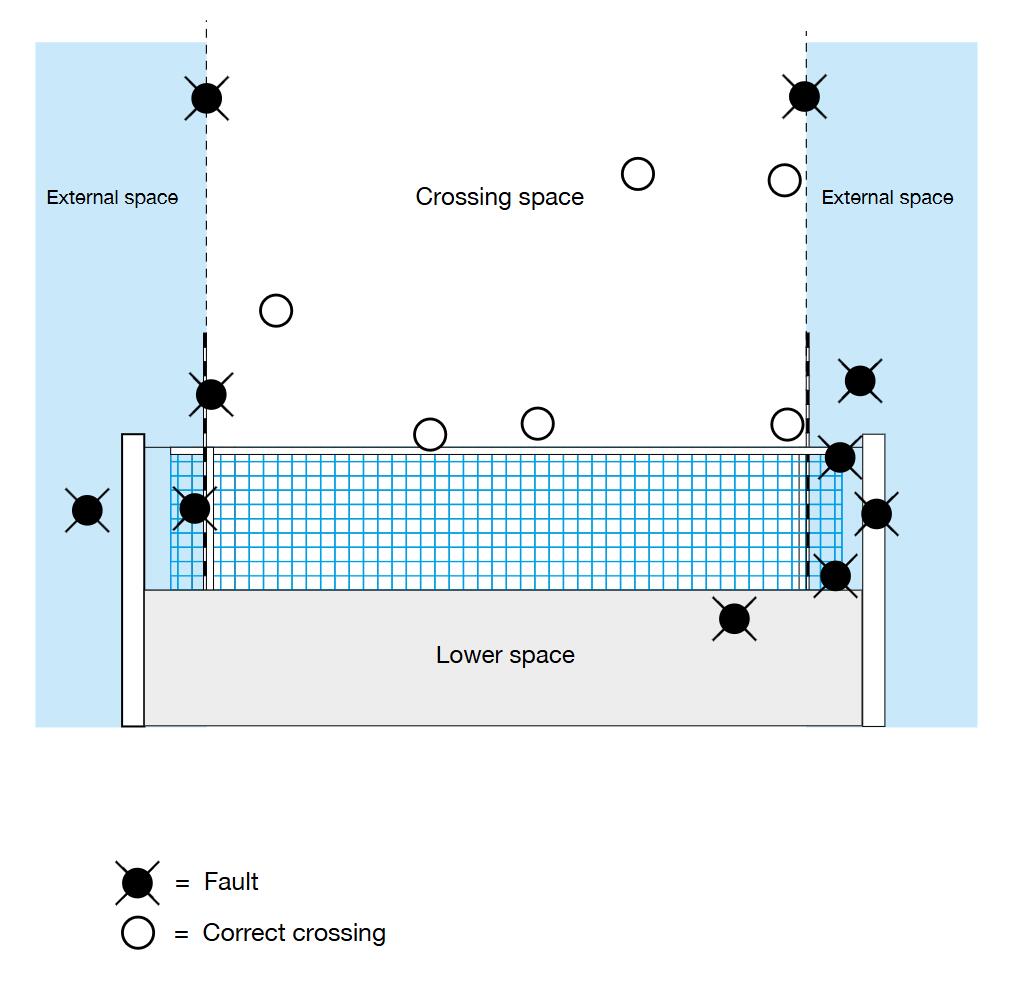 External space
Crossing space
External space
Lower space
= Fault
= Correct crossing